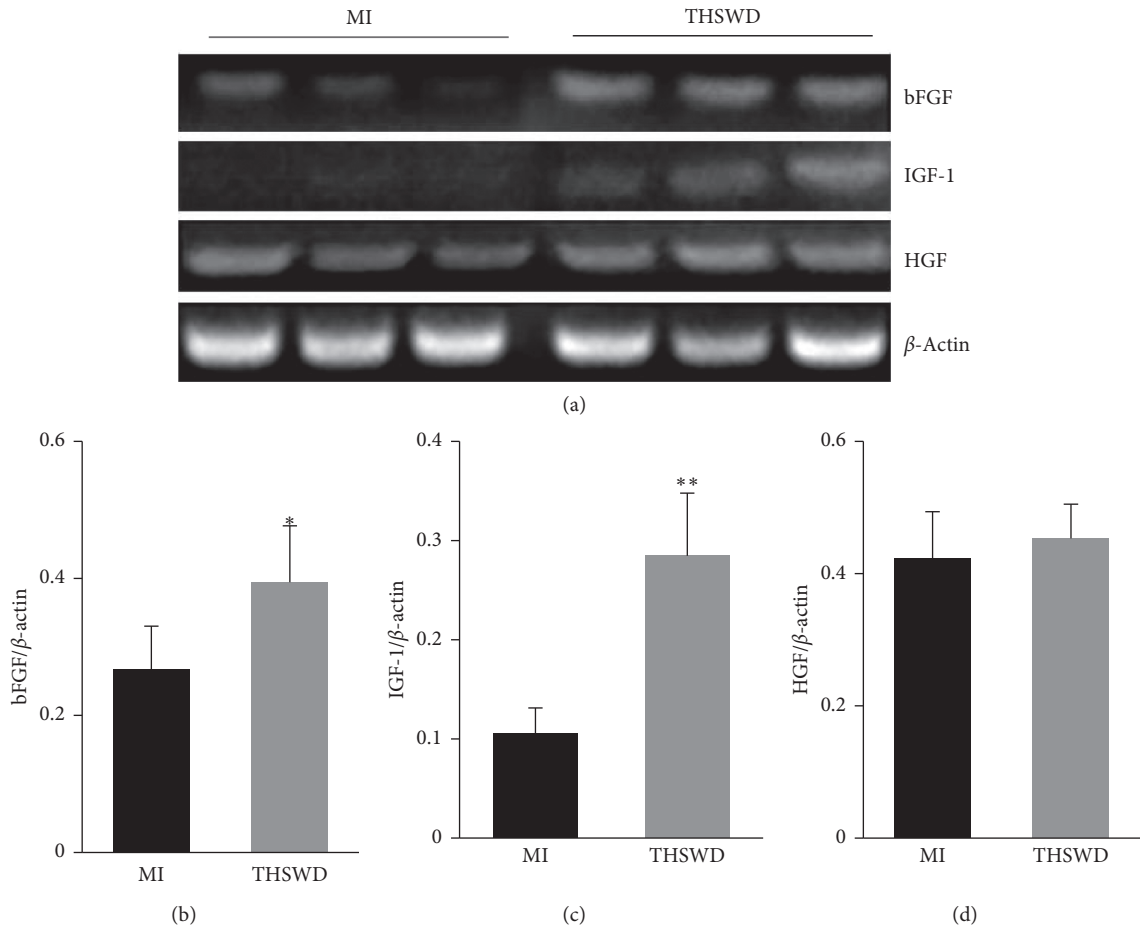 MI THSWD
bFGF
IGF-1
HGF
β-Actin
(a)
0.6
0.4
0.2
0
bFGF/β-actin
*
MI THSWD
(b)
0.4
0.3
0.2
0.1
0
IGF-1/β-actin
**
MI THSWD
(c)
0.6
0.4
0.2
0
HGF/β-actin
MI THSWD
(d)